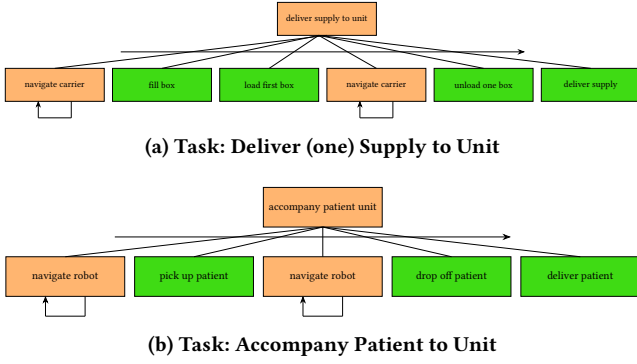 deliver supply to unit
navigate carrier
fill box
load first box
navigate carrier
unload one box
deliver supply
(a) Task: Deliver (one) Supply to Unit
accompany patient unit
navigate robot
pick up patient
navigate robot
drop off patient
deliver patient
(b) Task: Accompany Patient to Unit